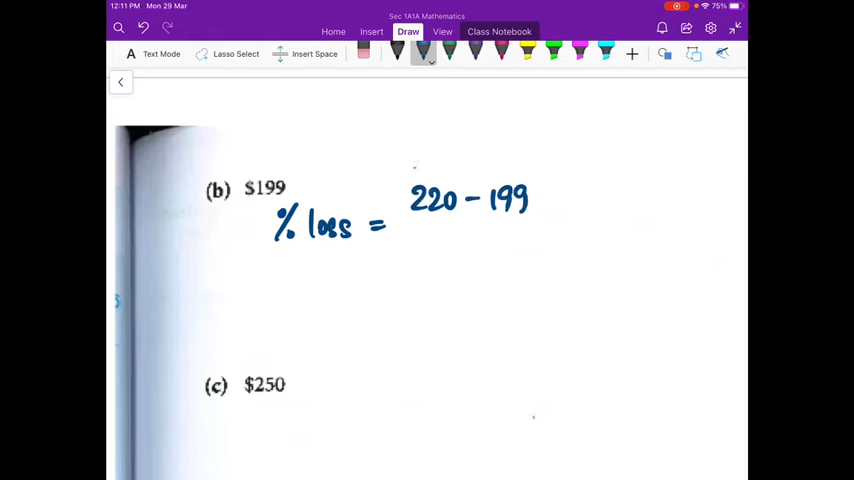 12:11 PM Mon 29 Mar
Sec 1A1A Mathematics
75%
Home Insert Draw View Class Notebook
A Text Mode Lasso Select Insert Space
(b) $199
220 - 199
% loss =
(c) $250